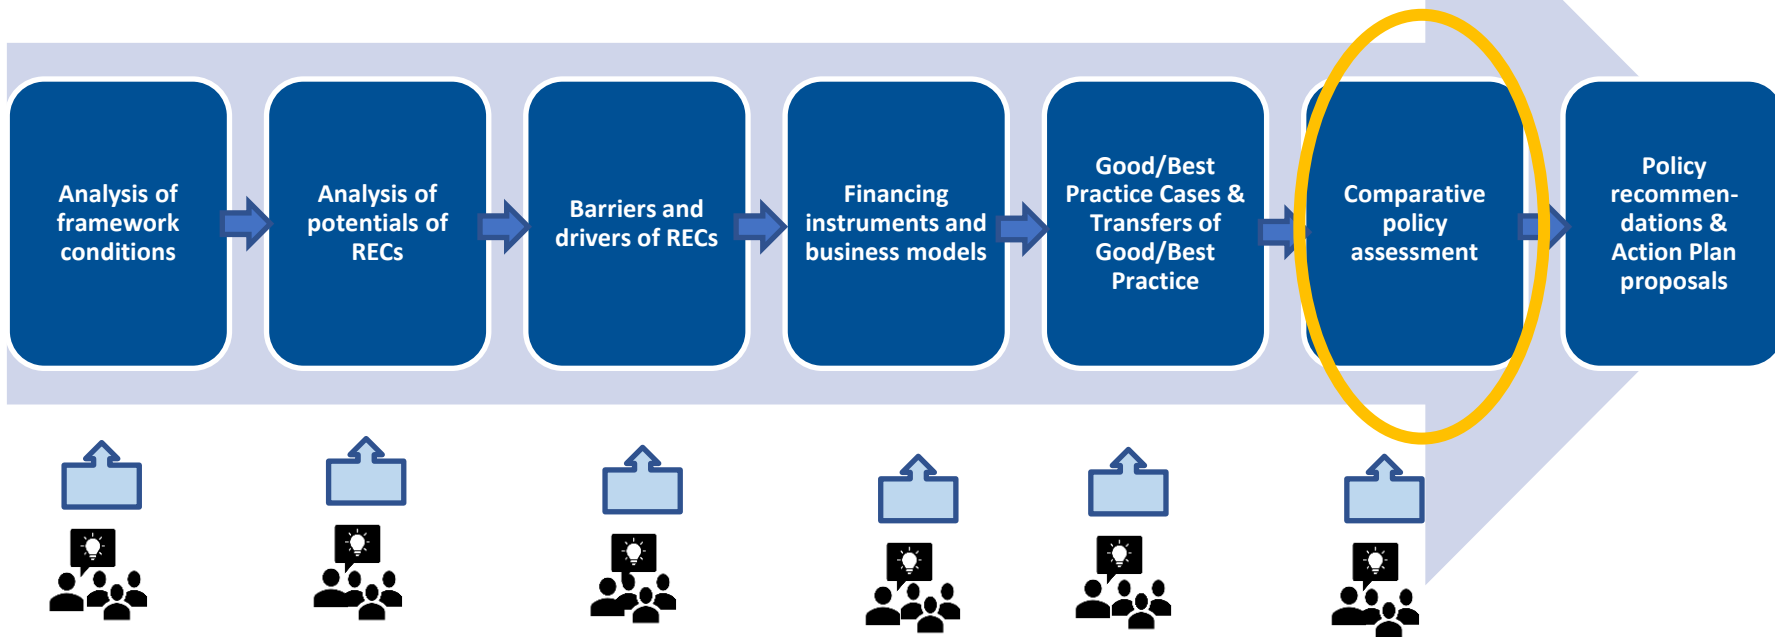 Analysis of
framework
conditions
Analysis of
potentials of
RECs
Barriers and
drivers of RECs
Financing
instruments and
business models
Good/Best
Practice Cases &
Transfers of
Good/Best
Practice
Comparative
policy
assessment
Policy
recommen-
dations &
Action Plan
proposals